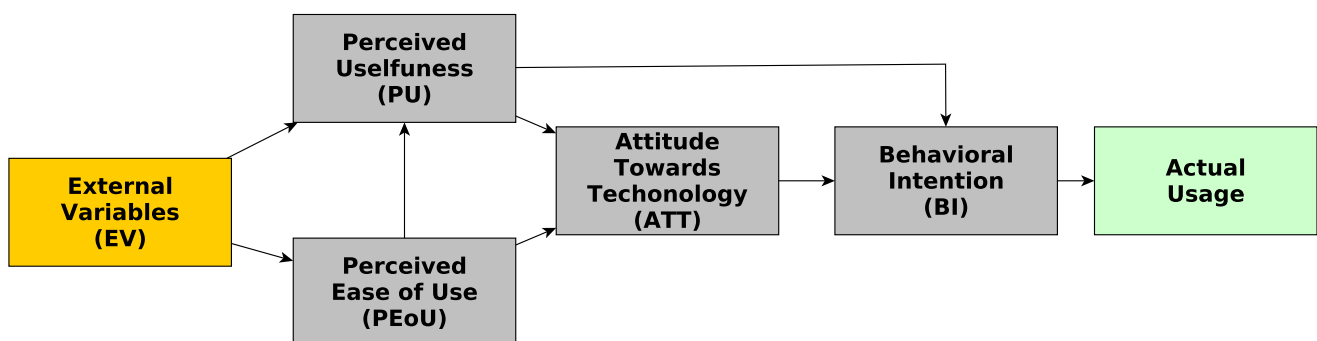 Perceived
Uselfuness
(PU)
External
Variables
(EV)
Perceived
Ease of Use
(PEoU)
Attitude
Towards
Techonology
(ATT)
Behavioral
Intention
(BI)
Actual
Usage